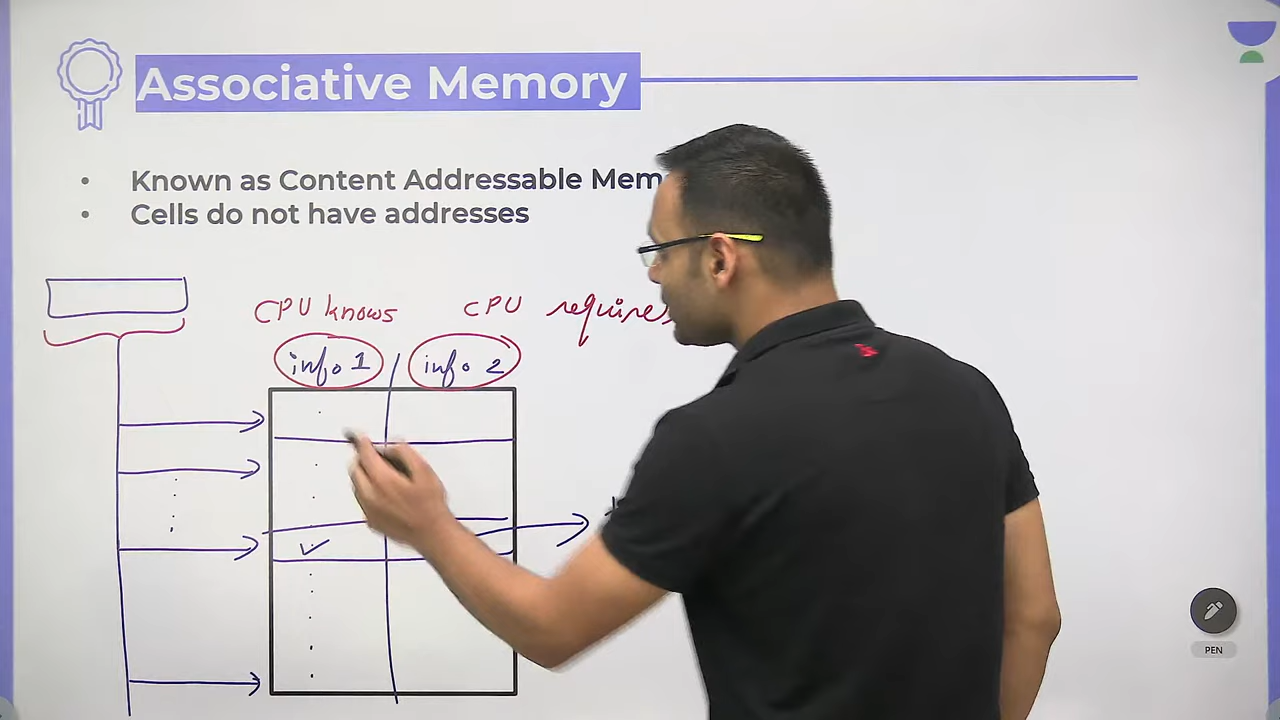 Associative Memory
• Known as Content Addressable Mem
• Cells do not have addresses
CPU knows CPU requires
info 1 info 2
PEN